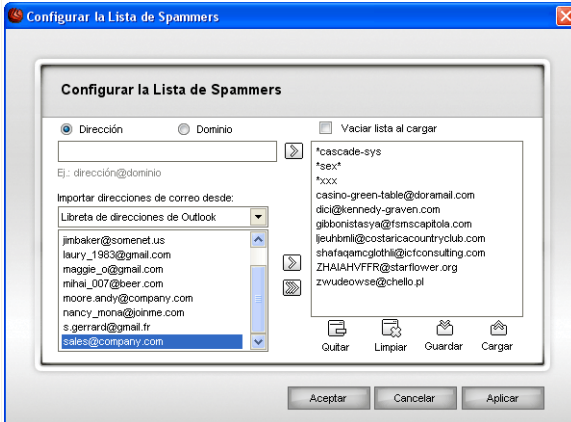 Configurar la Lista de Spammers
Configurar la Lista de Spammers
Dirección
Dominio
Ej.: dirección@dominio
Importar direcciones de correo desde:
Libreta de direcciones de Outlook
jimbaker@somenet.us
laury_1983@gmail.com
maggie_o@gmail.com
mihai_007@beer.com
moore.andy@company.com
nancy_mona@joinme.com
s.gerrard@gmail.fr
sales@company.com
Vaciar lista al cargar
*cascade-sys
*sex*
*xxx
casino-green-table@doramail.com
dici@kennedy-graven.com
gibbonistasya@fsmscapitola.com
ljeuhbmli@costaricacountryclub.com
shafaqamcglothli@icfconsulting.com
ZHAIAHVFFR@starflower.org
zwudeowse@chello.pl
Quitar
Limpiar
Guardar
Cargar
Aceptar
Cancelar
Aplicar